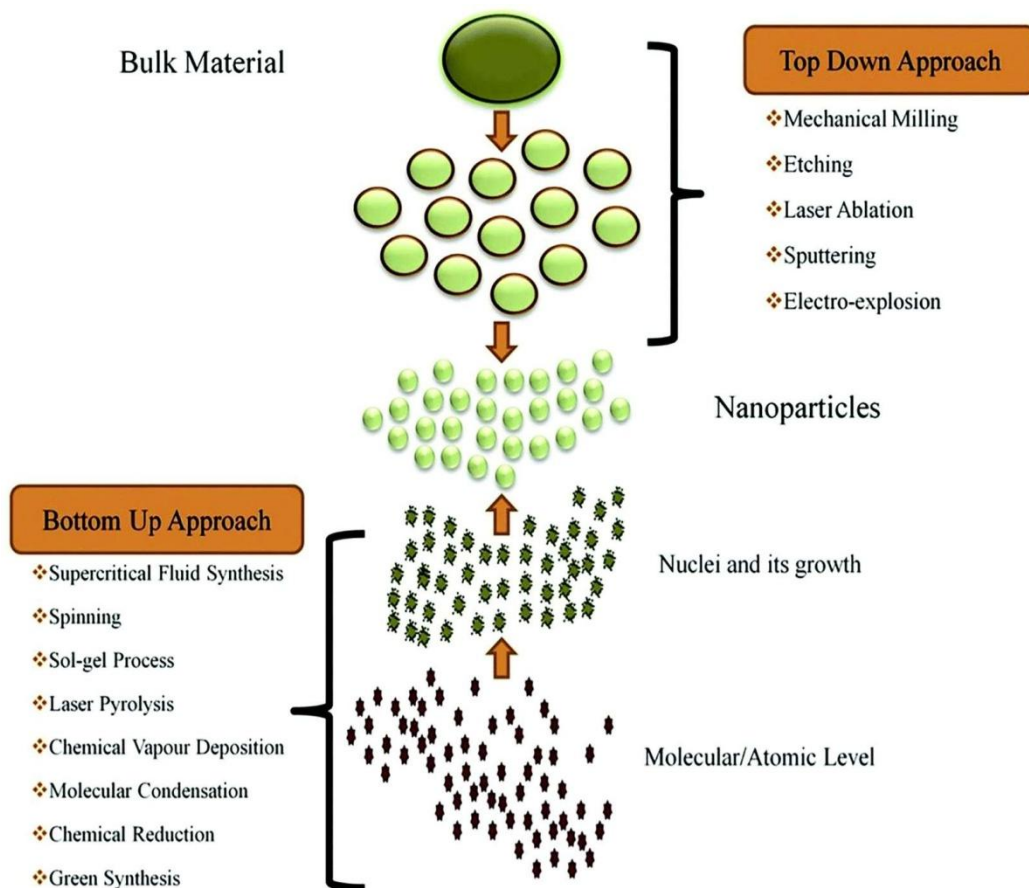 Bulk Material
Top Down Approach
Mechanical Milling
Etching
Laser Ablation
Sputtering
Electro-explosion
Nanoparticles
Bottom Up Approach
Supercritical Fluid Synthesis
Spinning
Sol-gel Process
Laser Pyrolysis
Chemical Vapour Deposition
Molecular Condensation
Chemical Reduction
Green Synthesis
Nuclei and its growth
Molecular/Atomic Level